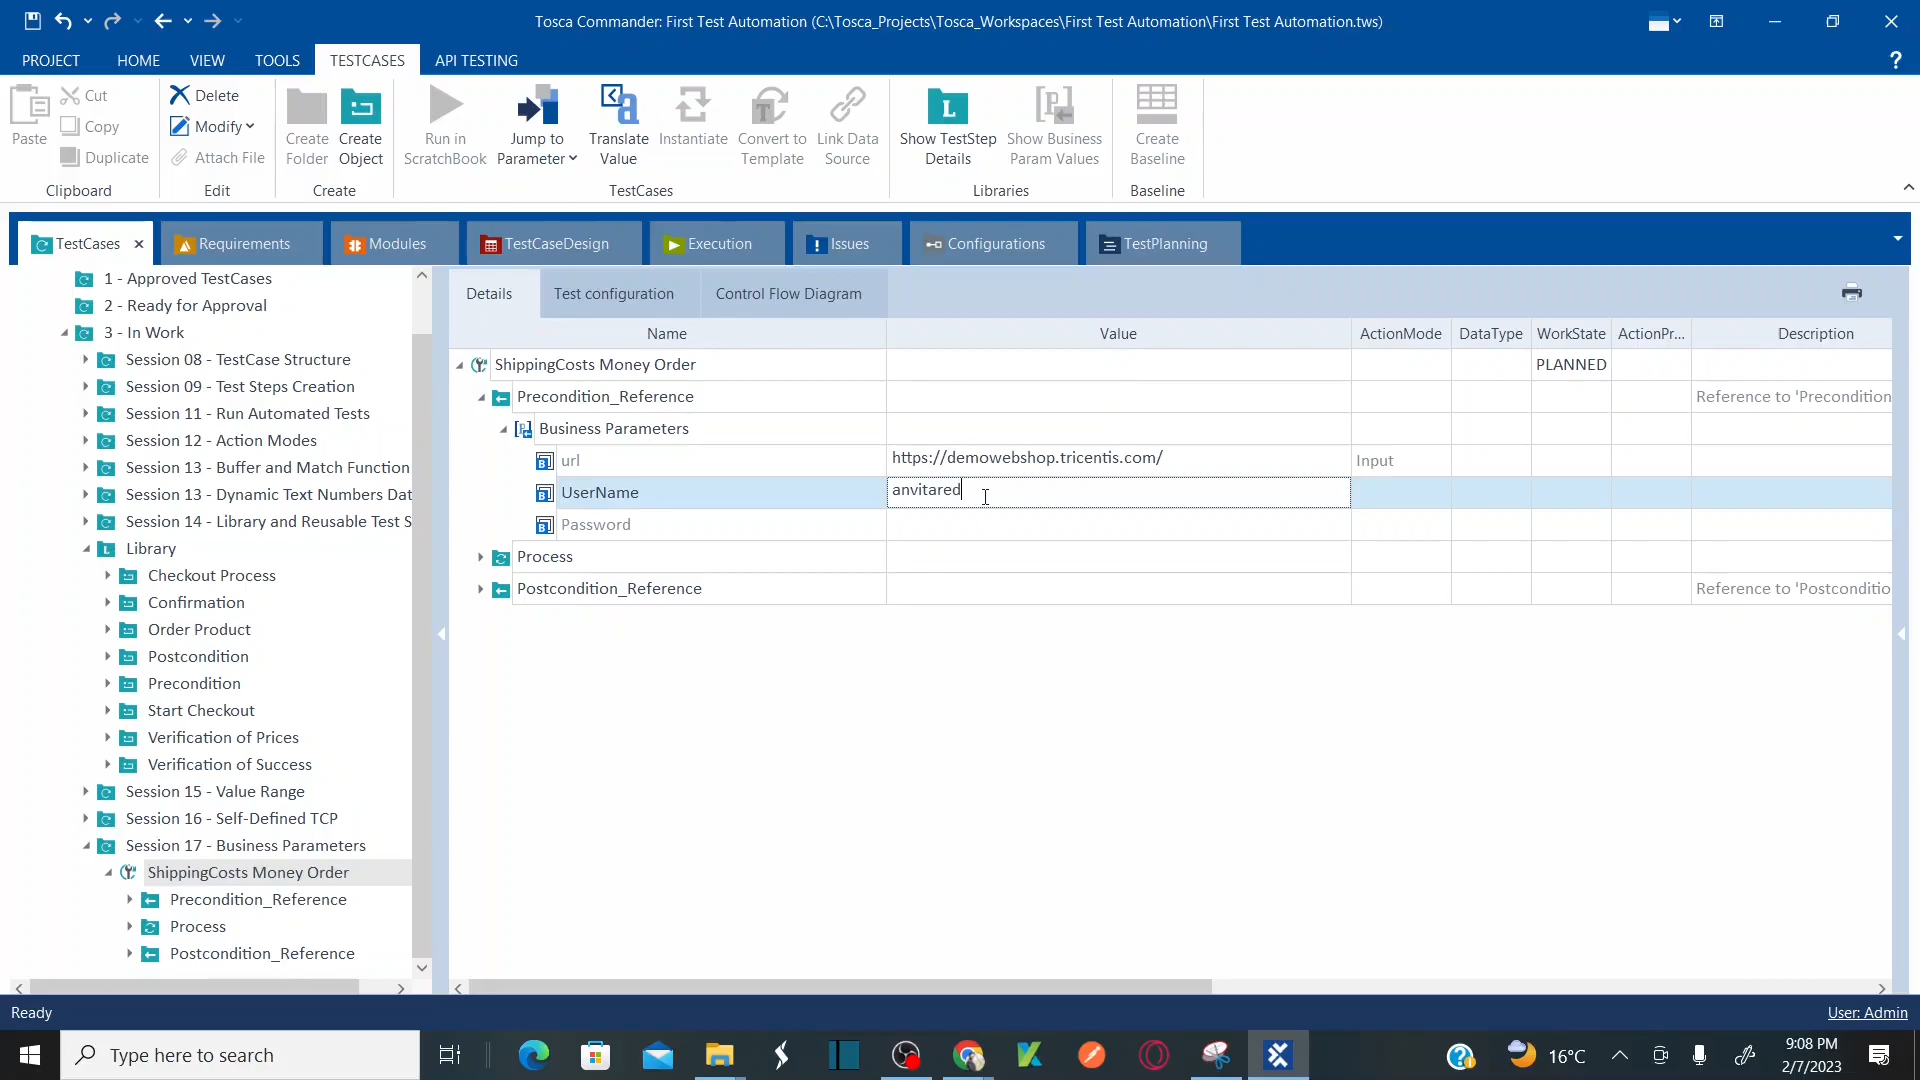 Tosca Commander: First Test Automation (C:\Tosca_Projects\Tosca_Workspaces\First Test Automation\First Test Automation.tws)
PROJECT HOME VIEW TOOLS TESTCASES API TESTING ?
Paste Cut Copy Duplicate
Clipboard
Delete
Modify
Attach File
Edit
Create Folder
Create Object
Create
Run in ScratchBook
Jump to Parameter
Translate Value
Instantiate
Convert to Template
Link Data Source
TestCases
Show TestStep Details
Show Business Param Values
Libraries
Create Baseline
Baseline
TestCases Requirements Modules TestCaseDesign Execution Issues Configurations TestPlanning
1 - Approved TestCases
2 - Ready for Approval
3 - In Work
Session 08 - TestCase Structure
Session 09 - Test Steps Creation
Session 11 - Run Automated Tests
Session 12 - Action Modes
Session 13 - Buffer and Match Function
Session 13 - Dynamic Text Numbers Dat
Session 14 - Library and Reusable Test S
Library
Checkout Process
Confirmation
Order Product
Postcondition
Precondition
Start Checkout
Verification of Prices
Verification of Success
Session 15 - Value Range
Session 16 - Self-Defined TCP
Session 17 - Business Parameters
ShippingCosts Money Order
Precondition_Reference
Process
Postcondition_Reference
Details Test configuration Control Flow Diagram
Name Value ActionMode DataType WorkState ActionPr... Description
ShippingCosts Money Order PLANNED
Precondition_Reference Reference to 'Precondition
Business Parameters
url https://demowebshop.tricentis.com/ Input
UserName anvitared
Password
Process
Postcondition_Reference Reference to 'Postconditio
Ready User: Admin
Type here to search
16°C
9:08 PM
2/7/2023